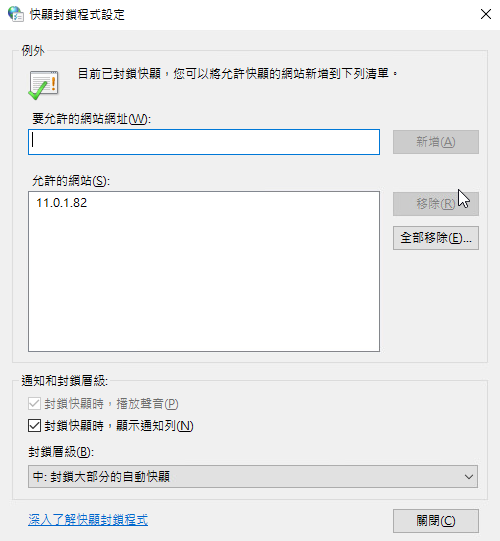 快顯封鎖程式設定
例外
目前已封鎖快顯，您可以將允許快顯的網站新增到下列清單。
要允許的網站網址(W):
新增(A)
允許的網站(S):
11.0.1.82
移除(R)
全部移除(E)...
通知和封鎖層級:
封鎖快顯時，播放聲音(P)
封鎖快顯時，顯示通知列(N)
封鎖層級(B):
中: 封鎖大部分的自動快顯
深入了解快顯封鎖程式
關閉(C)